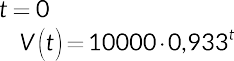 t = 0
V(t) = 10000 · 0,933^t